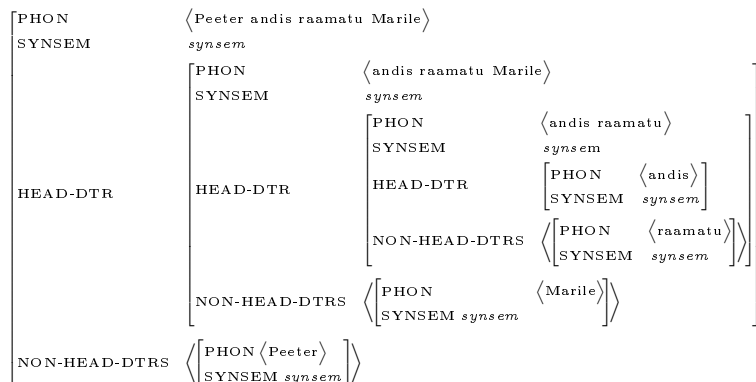 PHON ⟨Peeter andis raamatu Marile⟩
SYNSEM synsem
PHON ⟨andis raamatu Marile⟩
SYNSEM synsem
PHON ⟨andis raamatu⟩
SYNSEM synsem
HEAD-DTR HEAD-DTR HEAD-DTR PHON ⟨andis⟩
SYNSEM synsem
NON-HEAD-DTRS ⟨[PHON ⟨raamatu⟩
SYNSEM synsem]⟩
NON-HEAD-DTRS ⟨[PHON ⟨Marile⟩
SYNSEM synsem]⟩
NON-HEAD-DTRS ⟨[PHON ⟨Peeter⟩
SYNSEM synsem]⟩